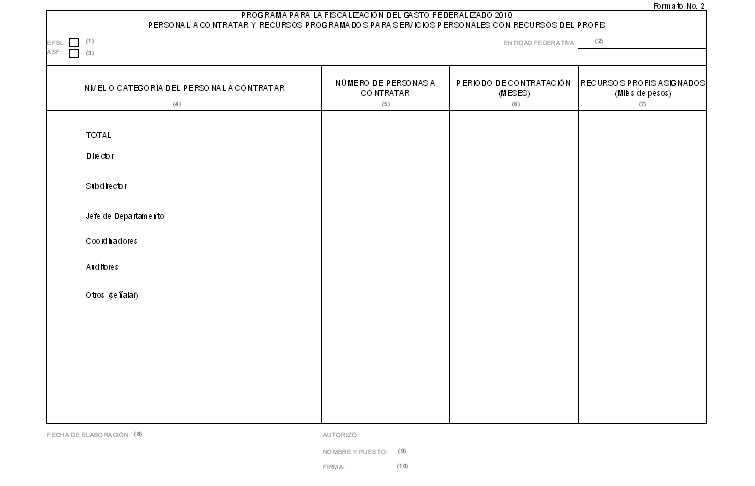 Formato No. 2
PROGRAMA PARA LA FISCALIZACIÓN DEL GASTO FEDERALIZADO 2010
PERSONAL A CONTRATAR Y RECURSOS PROGRAMADOS PARA SERVICIOS PERSONALES CON RECURSOS DEL PROFIS
EFSL: (1) ENTIDAD FEDERATIVA: (2)
ASF: (3)
NIVEL O CATEGORÍA DEL PERSONAL A CONTRATAR
(4)
NÚMERO DE PERSONAS A
CONTRATAR
(5)
PERIODO DE CONTRATACIÓN
(MESES)
(6)
RECURSOS PROFIS ASIGNADOS
(Miles de pesos)
(7)
TOTAL
Director
Subdirector
Jefe de Departamento
Coordinadores
Auditores
Otros (señalar)
FECHA DE ELABORACIÓN: (8)
AUTORIZO:
NOMBRE Y PUESTO: (9)
FIRMA: (10)